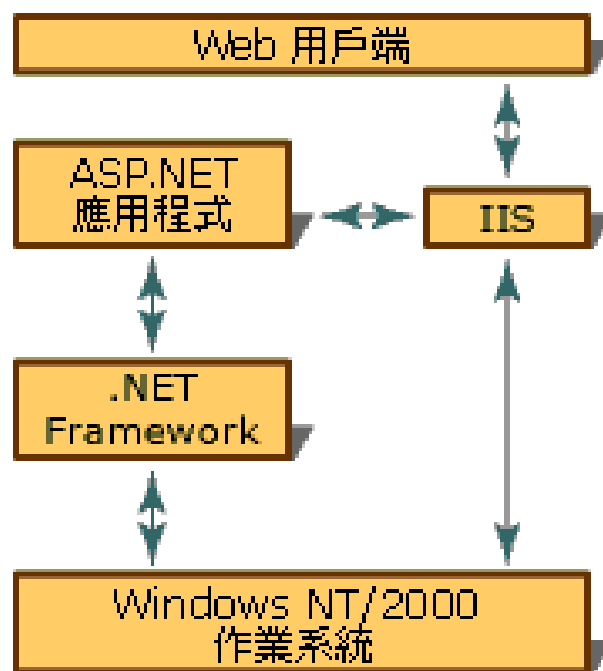 Web 用戶端
ASP.NET
應用程式
IIS
.NET
Framework
Windows NT/2000
作業系統